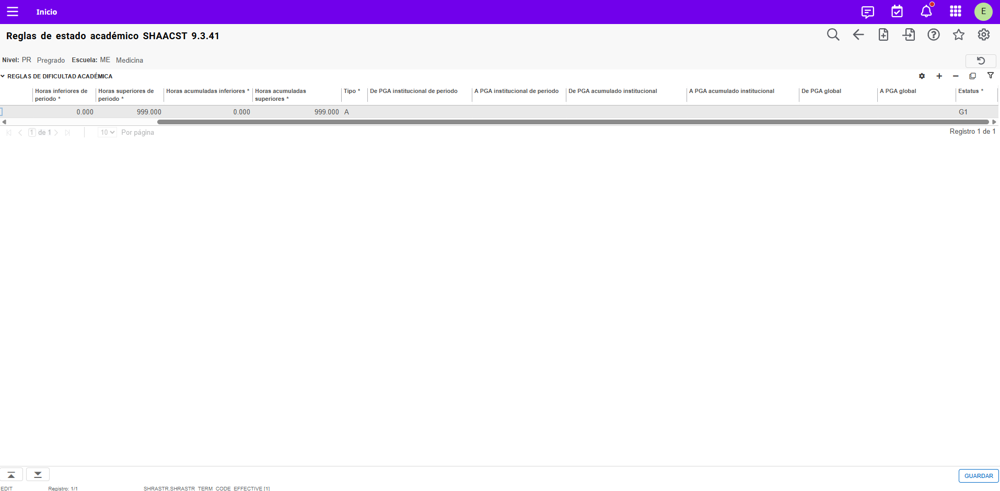 Inicio
E
Reglas de estado académico SHAACST 9.3.41
Nivel: PR Pregrado Escuela: ME Medicina
REGLAS DE DIFICULTAD ACADÉMICA
Horas inferiores de periodo * Horas superiores de periodo * Horas acumuladas inferiores * Horas acumuladas superiores * Tipo * De PGA institucional de periodo A PGA institucional de periodo De PGA acumulado institucional A PGA acumulado institucional De PGA global A PGA global Estatus *
0.000 999.000 0.000 999.000 A G1
1 de 1 10 Por página Registro 1 de 1
GUARDAR
EDIT Registro: 1/1 SHRASTR.SHRASTR_TERM_CODE_EFFECTIVE [1]